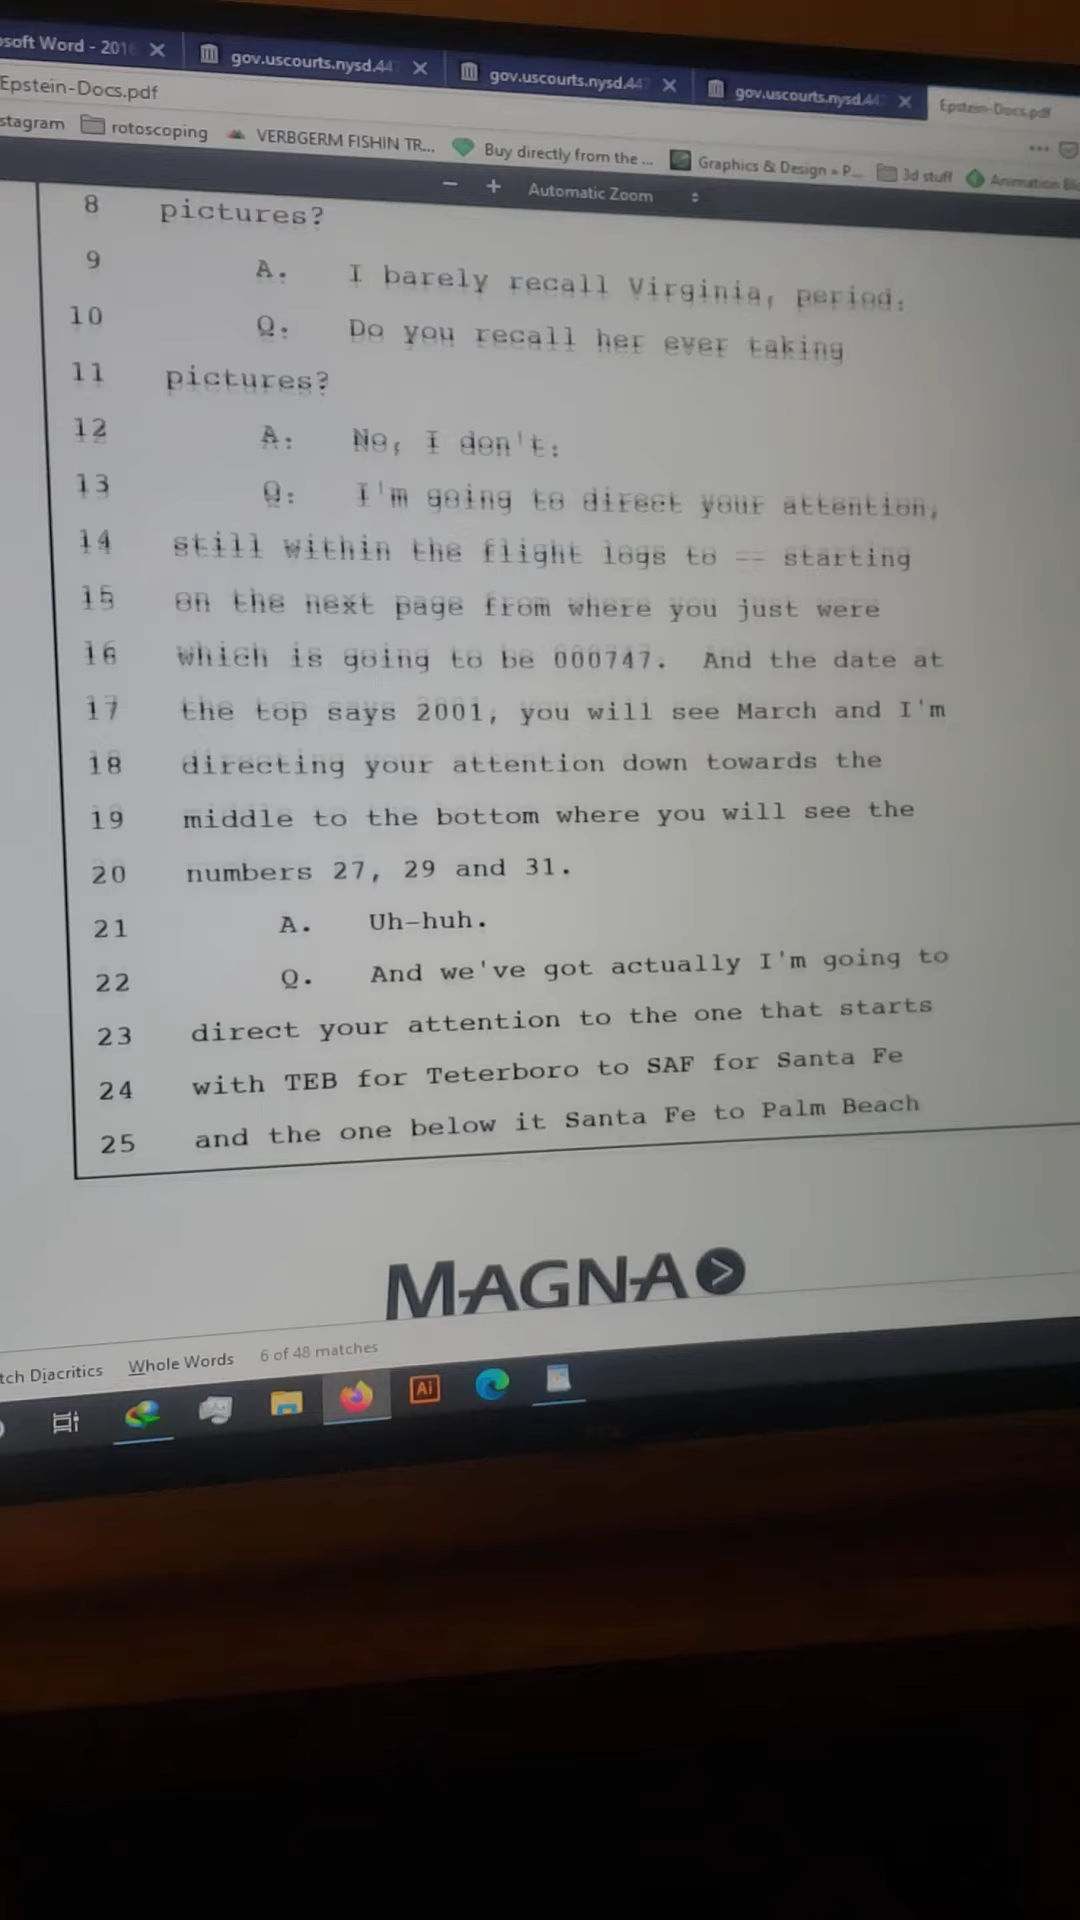 osoft Word - 2016
gov.uscourts.nysd.44
gov.uscourts.nysd.447
gov.uscourts.nysd.447
Epstein-Docs.pdf
Epstein-Docs.pdf
stagram
rotoscoping
VERBGERM FISHIN TR...
Buy directly from the ...
Graphics & Design » P...
3d stuff
Animation Blo
− + Automatic Zoom
8 pictures?
9 A. I barely recall Virginia, period.
10 Q. Do you recall her ever taking
11 pictures?
12 A. No, I don't.
13 Q. I'm going to direct your attention,
14 still within the flight logs to -- starting
15 on the next page from where you just were
16 which is going to be 000747. And the date at
17 the top says 2001, you will see March and I'm
18 directing your attention down towards the
19 middle to the bottom where you will see the
20 numbers 27, 29 and 31.
21 A. Uh-huh.
22 Q. And we've got actually I'm going to
23 direct your attention to the one that starts
24 with TEB for Teterboro to SAF for Santa Fe
25 and the one below it Santa Fe to Palm Beach
MAGNA
tch Diacritics Whole Words 6 of 48 matches
Ai